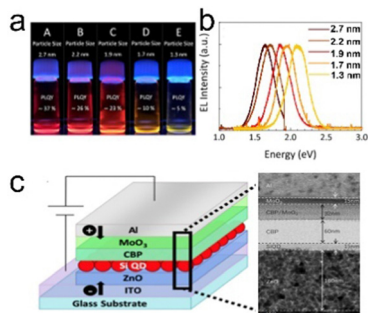 a
A B C D E
Particle Size Particle Size Particle Size Particle Size Particle Size
2.7 nm 2.2 nm 1.9 nm 1.7 nm 1.3 nm
PLQY PLQY PLQY PLQY PLQY
~ 37 % ~ 26 % ~ 23 % ~ 10 % ~ 5 %
b
EL Intensity (a.u.)
2.7 nm
2.2 nm
1.9 nm
1.7 nm
1.3 nm
1.0 1.5 2.0 2.5 3.0
Energy (eV)
c
Al
MoO3
CBP
Si QD
ZnO
ITO
Glass Substrate
CBP/MoO3
CBP
SiQD